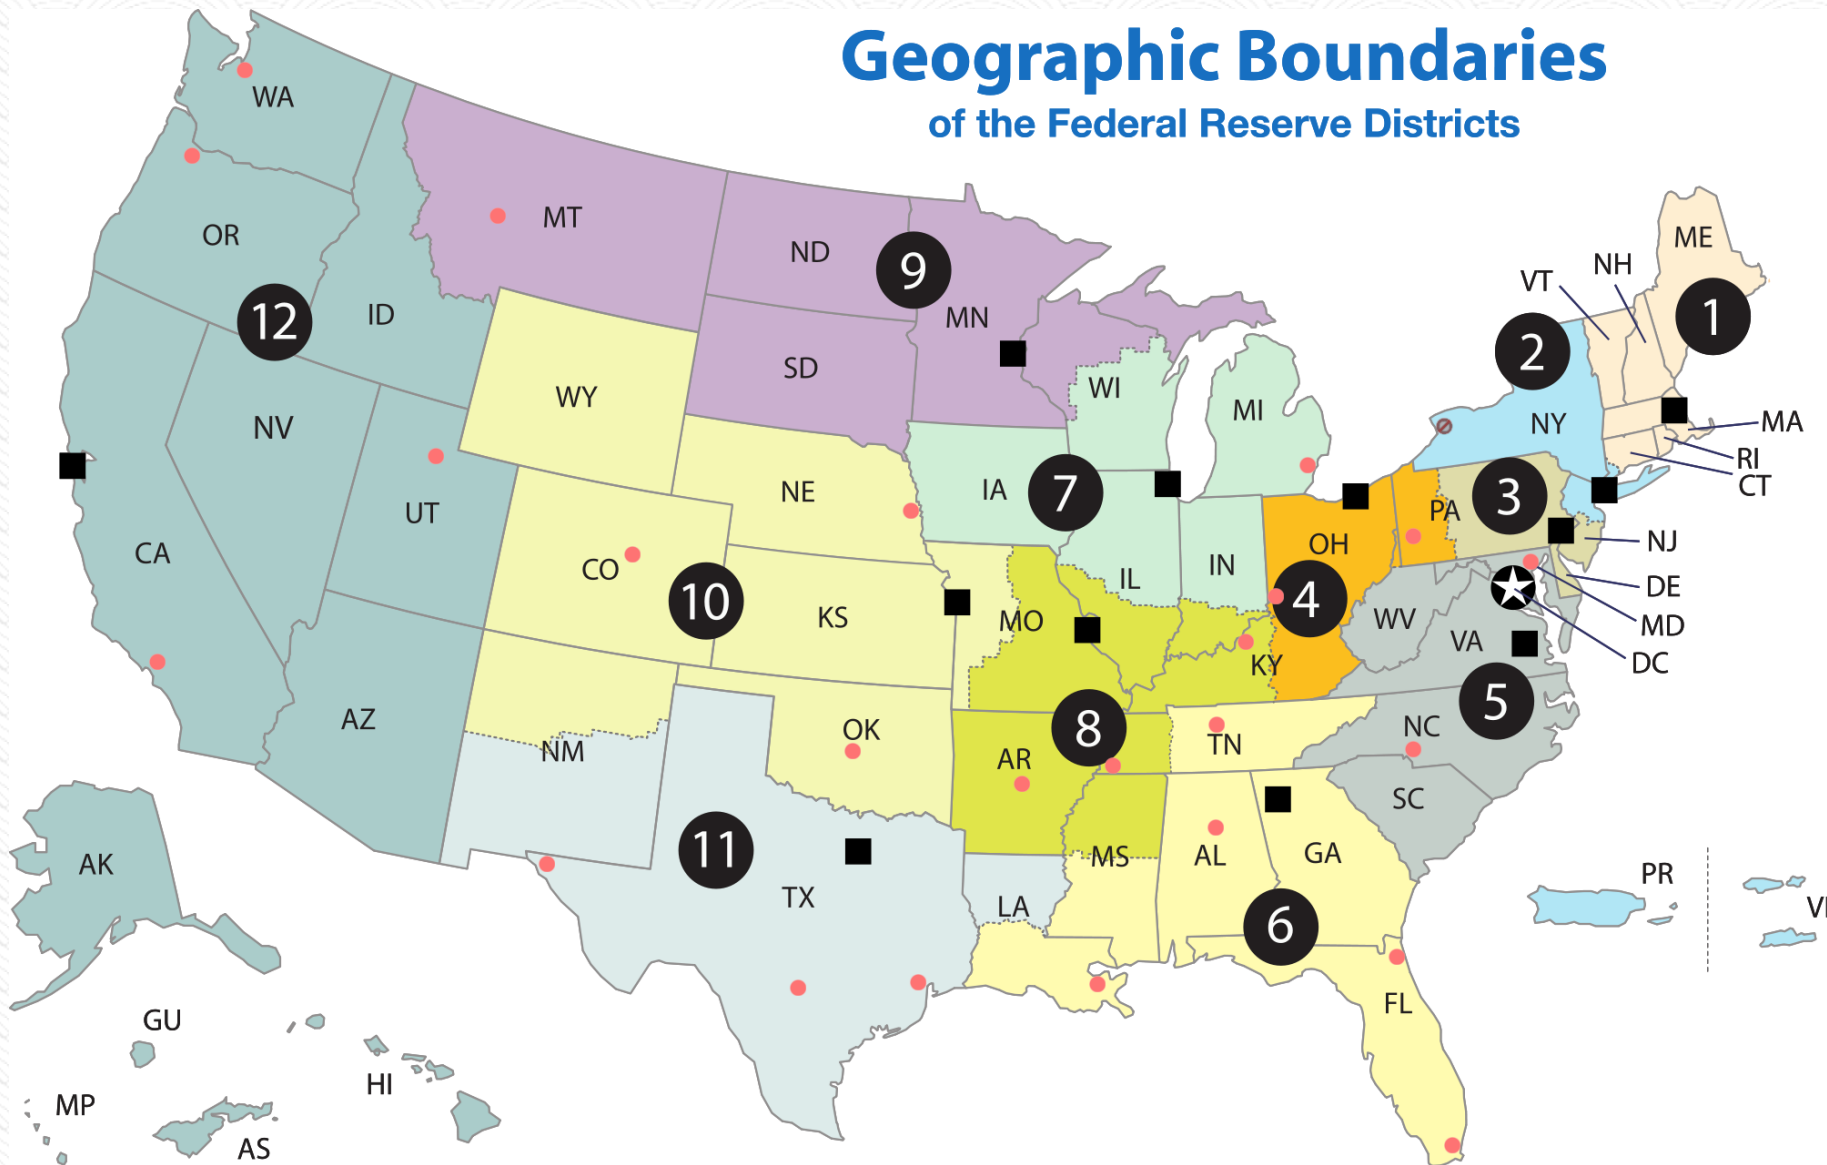 Geographic Boundaries
of the Federal Reserve Districts
WA
MT
ND
9
MN
OR
12
ID
SD
WY
NV
UT
CA
AZ
NE
CO
10
KS
NM
OK
11
TX
WI
MI
IA
7
IL
IN
MO
8
AR
OH
4
KY
TN
MS
AL
GA
LA
6
FL
ME
NH
VT
1
2
NY
MA
RI
CT
PA
3
NJ
DE
MD
DC
WV
VA
5
NC
SC
PR
AK
GU
HI
MP
AS